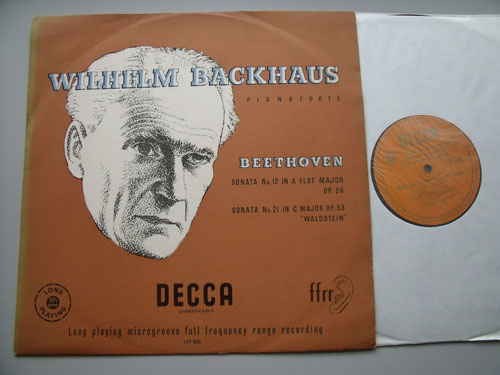 WILHELM BACKHAUS
PIANOFORTE
BEETHOVEN
SONATA No.12 IN A FLAT MAJOR
OP. 26
SONATA No.21 IN C MAJOR OP. 53
"WALDSTEIN"
LONG
PLAYING
DECCA
UNBREAKABLE
ffrr
Long playing microgroove full frequency range recording
LXT